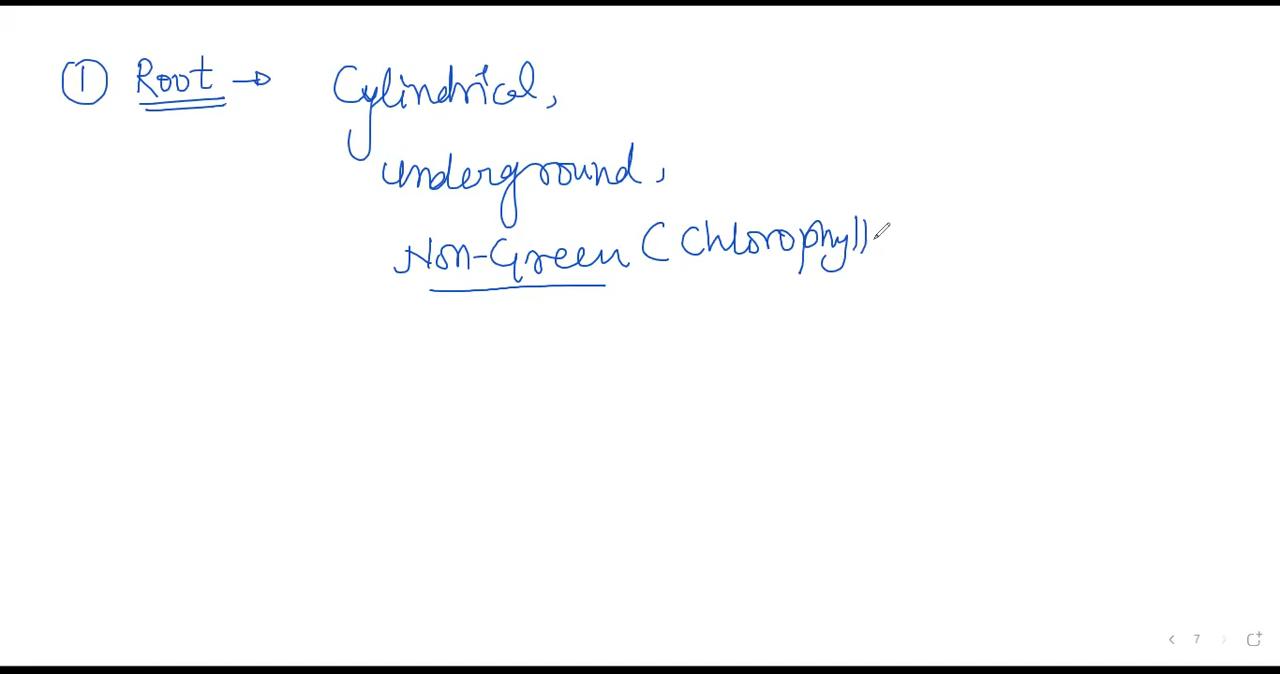 ① Root → Cylindrical,
underground,
Non-Green (Chlorophyll
7